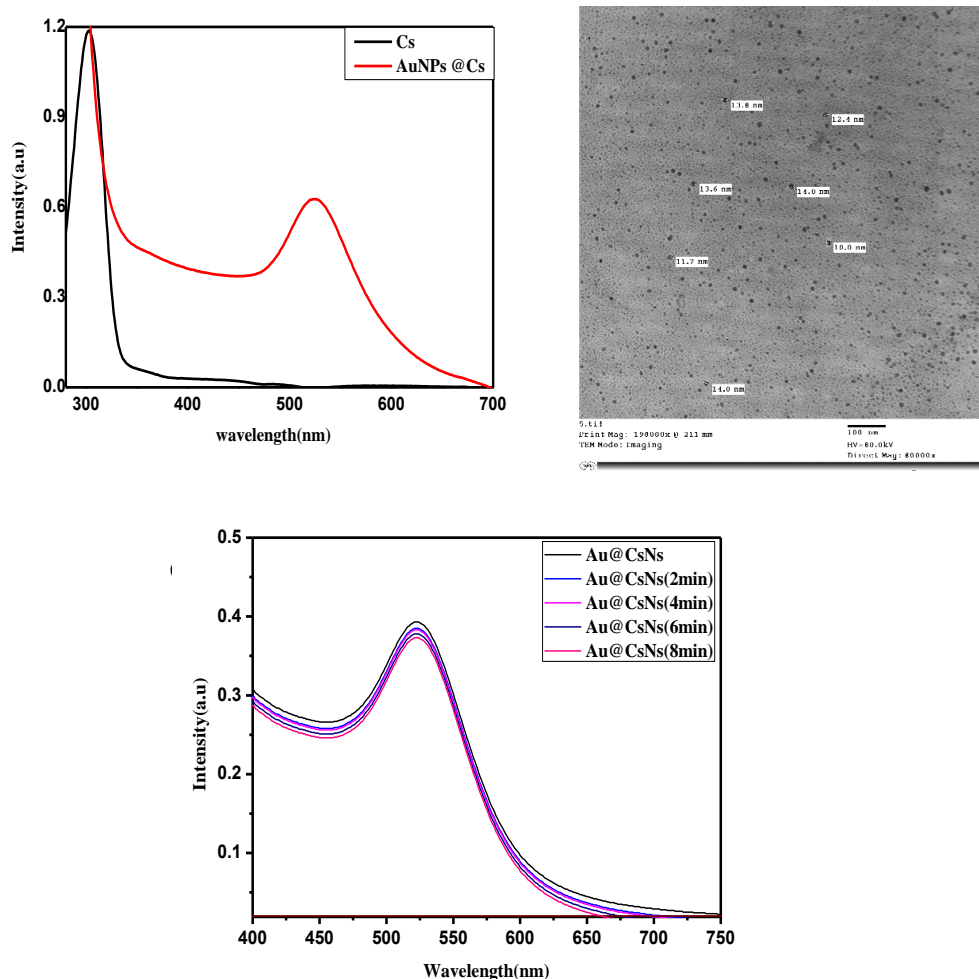 1.2
0.9
0.6
0.3
0.0
300
400
500
600
700
Intensity(a.u)
wavelength(nm)
Cs
AuNPs @Cs
13.8 nm
12.4 nm
13.6 nm
14.0 nm
10.0 nm
11.7 nm
14.0 nm
5.tif
Print Mag: 198000x @ 211 mm
TEM Mode: Imaging
100 nm
HV=80.0kV
Direct Mag: 80000x
0.5
0.4
0.3
0.2
0.1
400
450
500
550
600
650
700
750
Intensity(a.u)
Wavelength(nm)
Au@CsNs
Au@CsNs(2min)
Au@CsNs(4min)
Au@CsNs(6min)
Au@CsNs(8min)